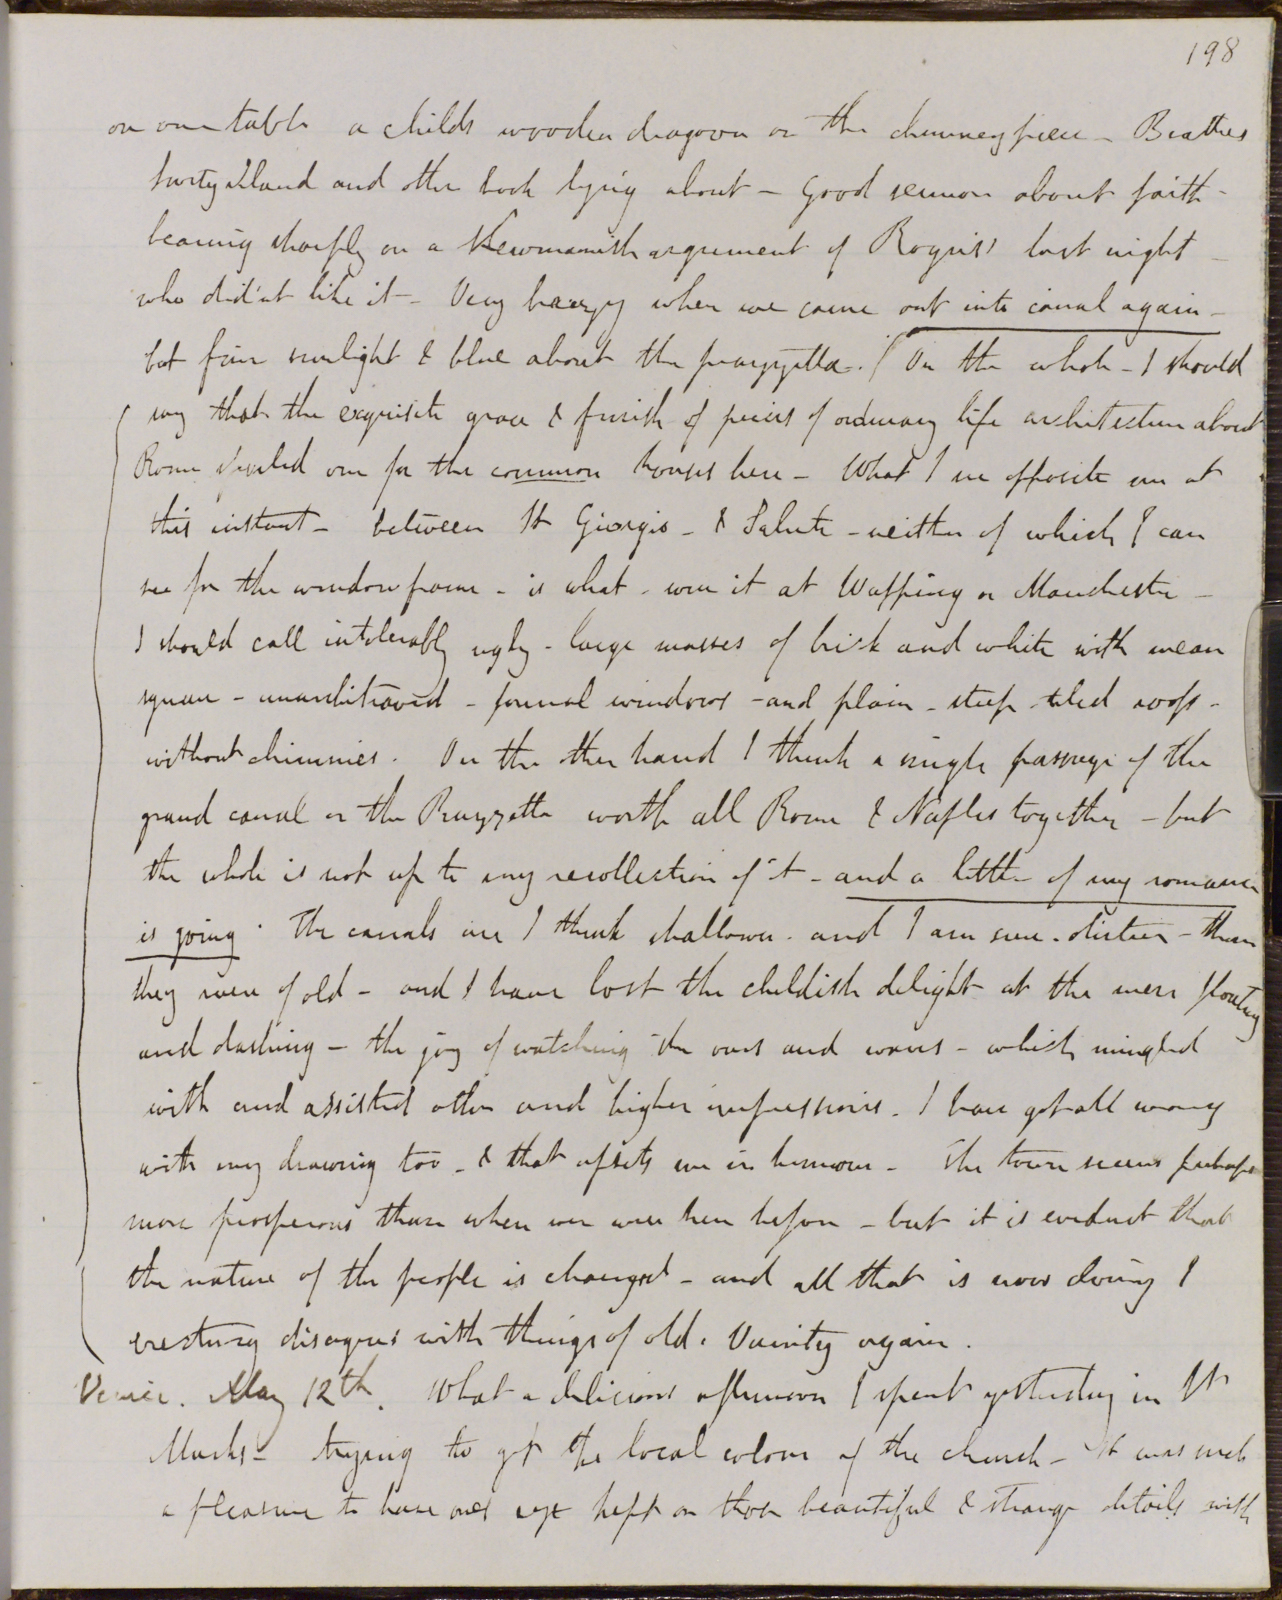 198
on one table a childs wooden dragoon on the chimneypiece – Beatties
and other book lying about – Good sermon about faith –
bearing sharply on a Newmanish argument of last night –
who did'nt like it – Very happy when we came out into canal again –
but fair sunlight & blue about the piazzetta. On the whole – I should
say that the exquisite grace & finish of pieces of ordinary life architecture about
Rome spoiled one for the common houses here – What I see opposite me at
this instant – between St Giorgio – & Salute – neither of which I can
see for the windowframe – is what – were it at Wapping or Manchester –
I should call intolerably ugly – large masses of brick and white with mean
square – unarchitraved – formal windows – and plain – steep tiled roofs –
without chimnies. On the other hand I think a single passage of the
grand canal or the Piazzetta worth all Rome & Naples together – but
the whole is not up to my recollection of it – and a little of my romance
is going. The canals are I think shallower – and I am sure – dirtier – than
they were of old – and I have lost the childish delight at the mere floating
and dashing – the joy of watching the oars and waves – which mingled
with and assisted other and higher impressions. I have got all wrong
with my drawing too – & that upsets me in humour – The town seems perhaps
more prosperous than when we were here before – but it is evident that
the nature of the people is changed – and all that is now doing &
disagrees with things of old. Vanity again.
Venice. May 12th. What a delicious afternoon I spent yesterday in St
Marks – trying to get the local colour of the church – It was such
a pleasure to have ones eye kept on those beautiful & strange details with